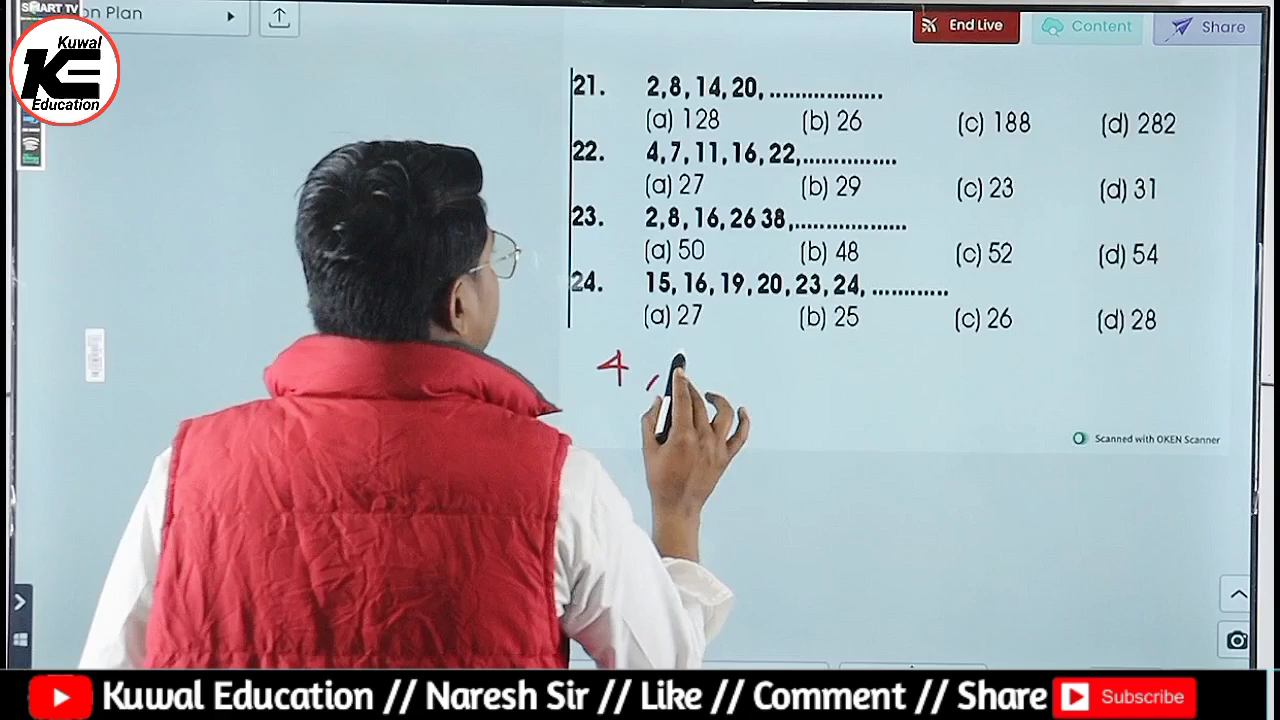 SMART TV
on Plan
End Live
Content
Share
Kuwal
KE
Education
21. 2,8, 14, 20, ..................
(a) 128 (b) 26 (c) 188 (d) 282
22. 4,7, 11, 16, 22,...............
(a) 27 (b) 29 (c) 23 (d) 31
23. 2,8, 16, 26 38,..................
(a) 50 (b) 48 (c) 52 (d) 54
24. 15, 16, 19, 20, 23, 24, ............
(a) 27 (b) 25 (c) 26 (d) 28
4 ,
Scanned with OKEN Scanner
Kuwal Education // Naresh Sir // Like // Comment // Share
Subscribe